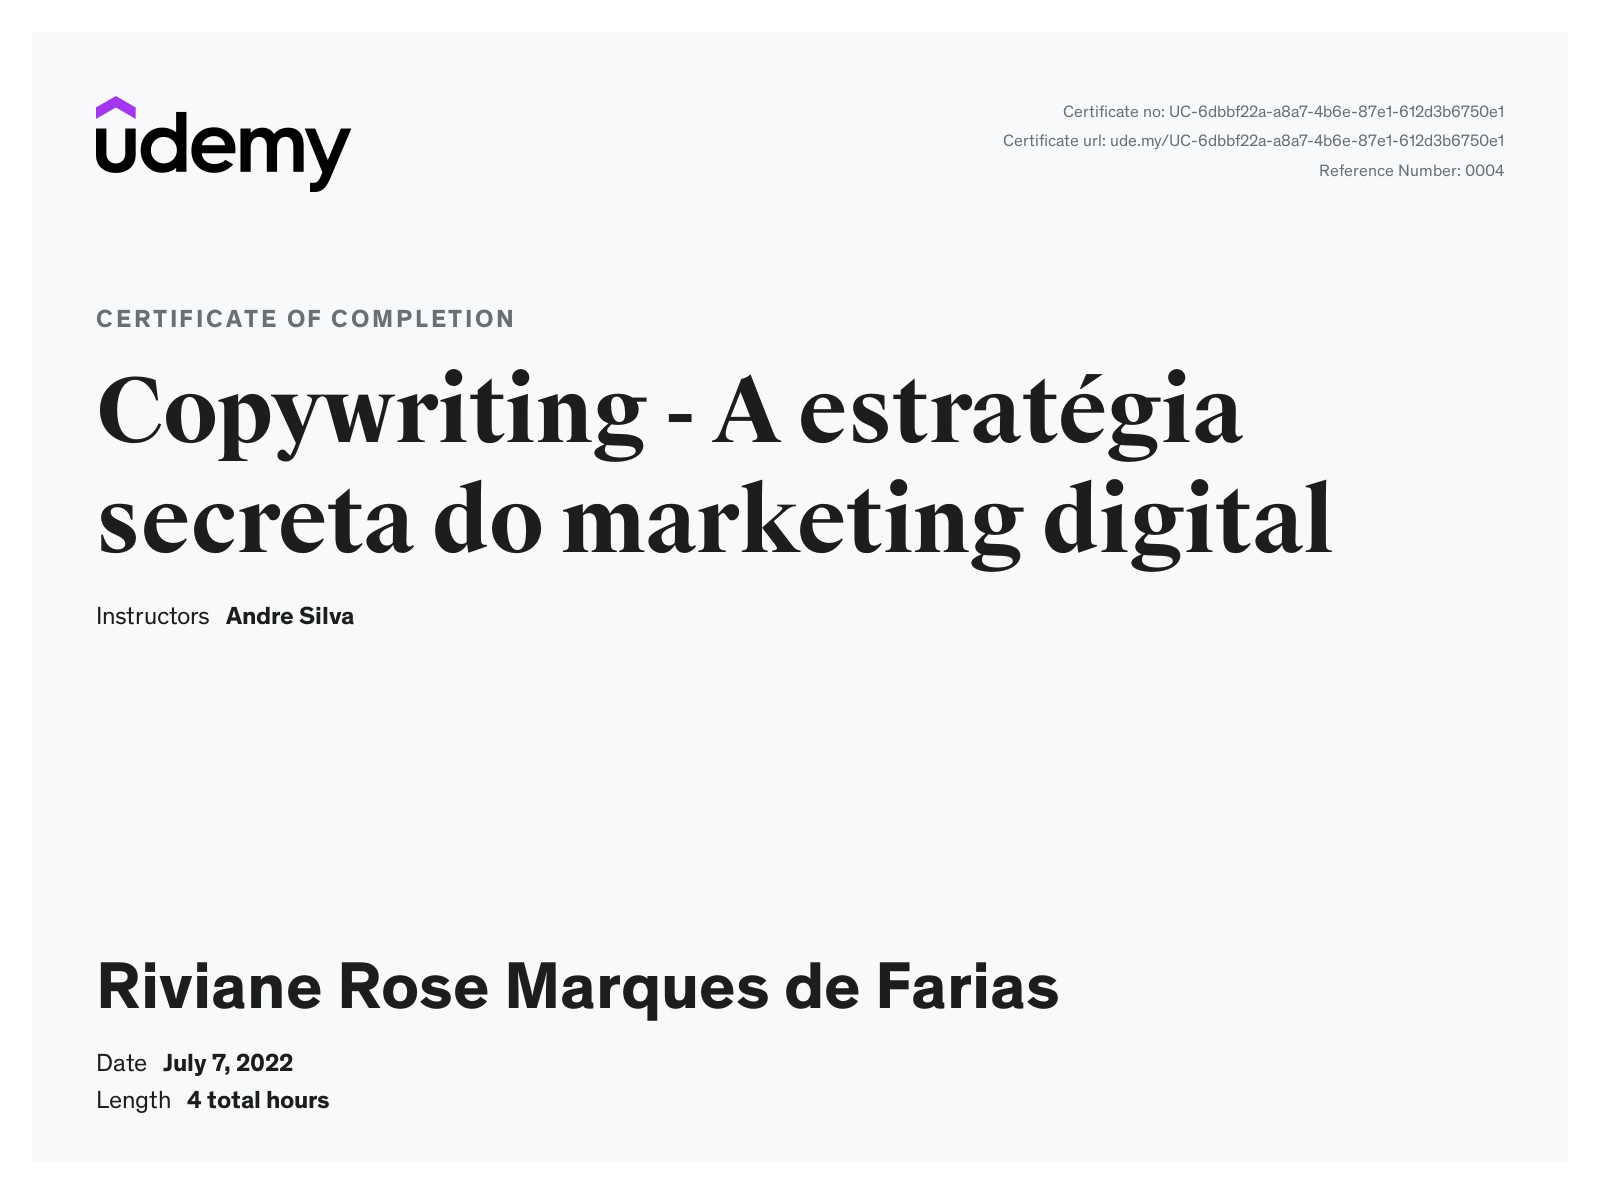 udemy
Certificate no: UC-6dbbf22a-a8a7-4b6e-87e1-612d3b6750e1
Certificate url: ude.my/UC-6dbbf22a-a8a7-4b6e-87e1-612d3b6750e1
Reference Number: 0004
CERTIFICATE OF COMPLETION
Copywriting - A estratégia
secreta do marketing digital
Instructors Andre Silva
Riviane Rose Marques de Farias
Date July 7, 2022
Length 4 total hours